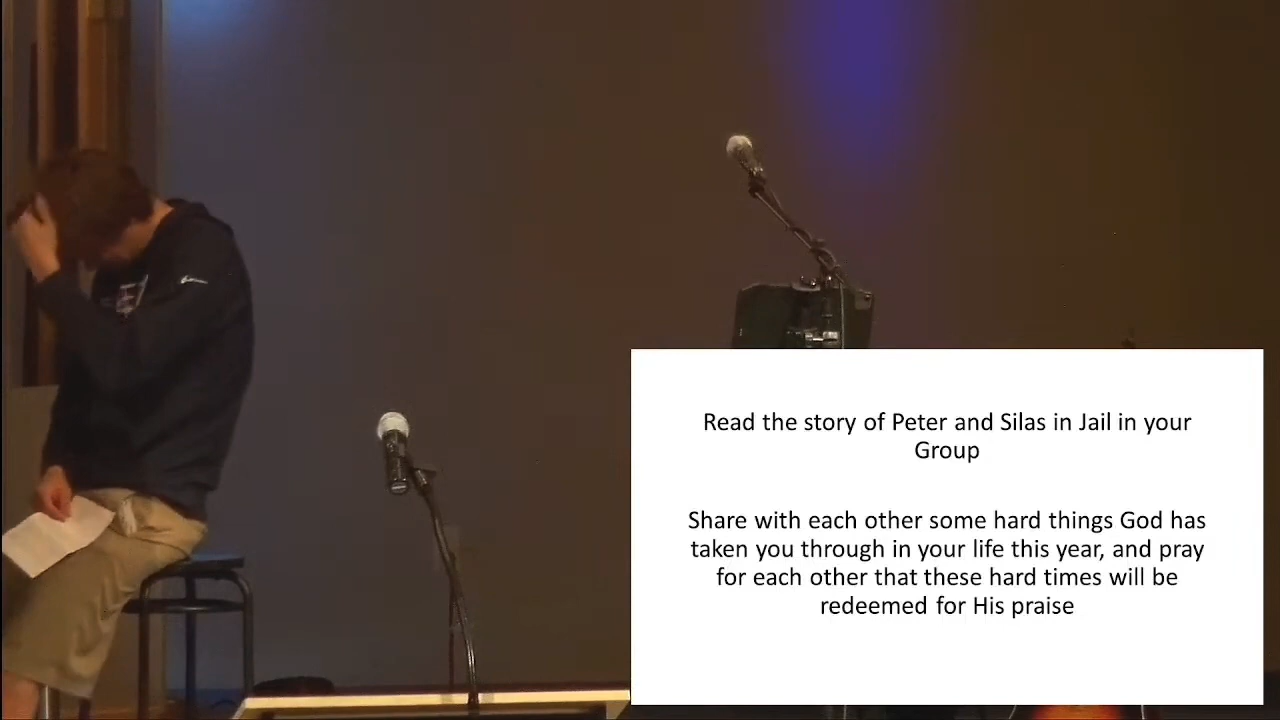 Read the story of Peter and Silas in Jail in your
Group
Share with each other some hard things God has
taken you through in your life this year, and pray
for each other that these hard times will be
redeemed for His praise